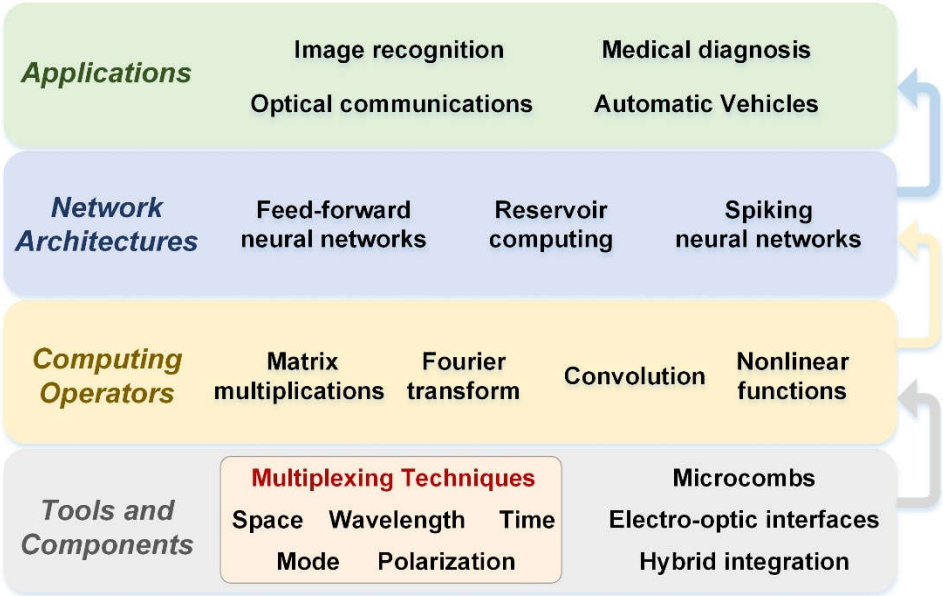 Applications
Image recognition
Medical diagnosis
Optical communications
Automatic Vehicles
Network
Architectures
Feed-forward
neural networks
Reservoir
computing
Spiking
neural networks
Computing
Operators
Matrix
multiplications
Fourier
transform
Convolution
Nonlinear
functions
Tools and
Components
Multiplexing Techniques
Space Wavelength Time
Mode Polarization
Microcombs
Electro-optic interfaces
Hybrid integration